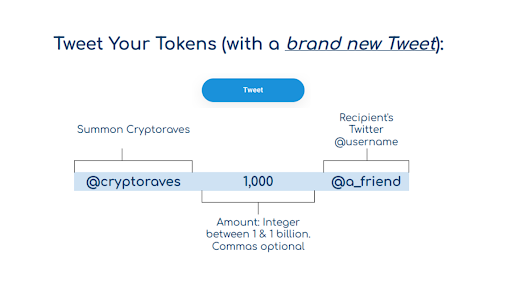 Tweet Your Tokens (with a brand new Tweet):
Tweet
Summon Cryptoraves
Recipient's
Twitter
@username
@cryptoraves 1,000 @a_friend
Amount: Integer
between 1 & 1 billion.
Commas optional